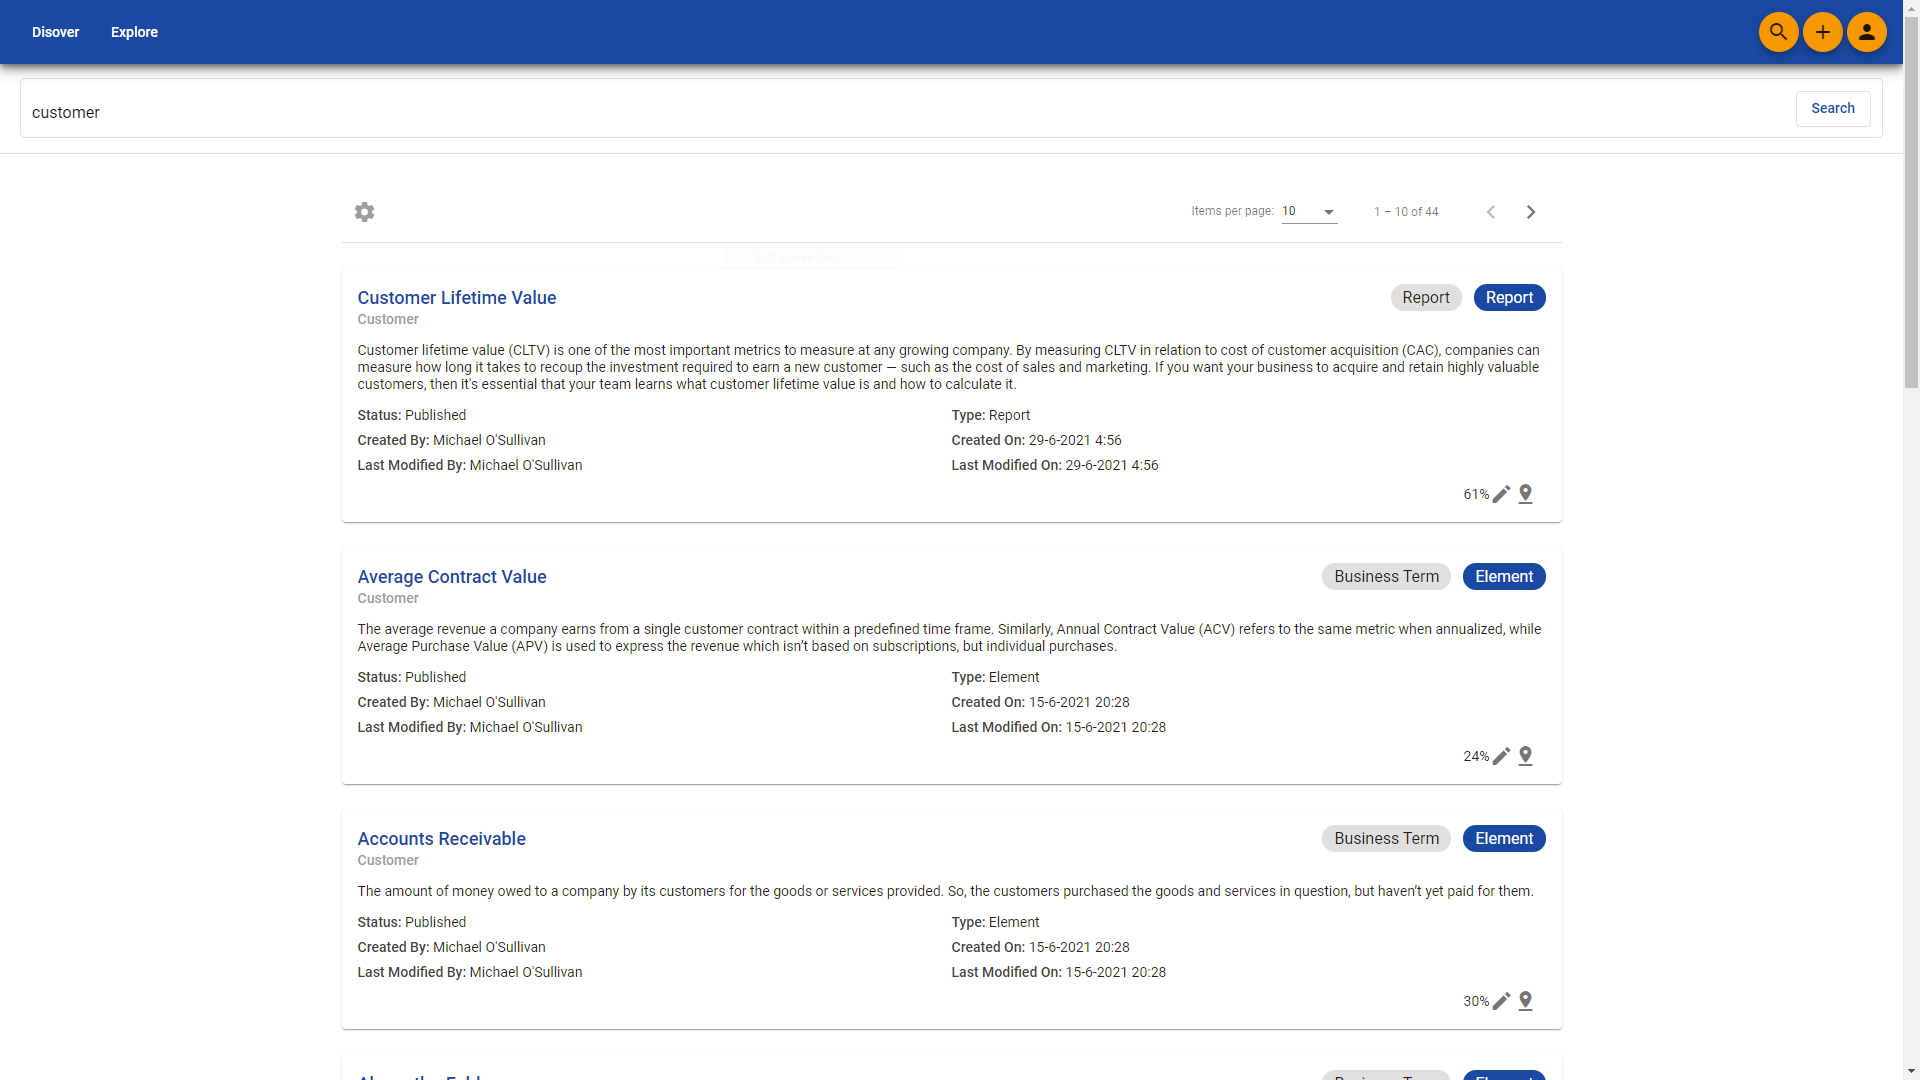 Disover Explore
customer
Search
Items per page: 10 1 – 10 of 44
Customer Lifetime Value Report Report
Customer
Customer lifetime value (CLTV) is one of the most important metrics to measure at any growing company. By measuring CLTV in relation to cost of customer acquisition (CAC), companies can
measure how long it takes to recoup the investment required to earn a new customer — such as the cost of sales and marketing. If you want your business to acquire and retain highly valuable
customers, then it's essential that your team learns what customer lifetime value is and how to calculate it.
Status: Published Type: Report
Created By: Michael O'Sullivan Created On: 29-6-2021 4:56
Last Modified By: Michael O'Sullivan Last Modified On: 29-6-2021 4:56
61%
Average Contract Value Business Term Element
Customer
The average revenue a company earns from a single customer contract within a predefined time frame. Similarly, Annual Contract Value (ACV) refers to the same metric when annualized, while
Average Purchase Value (APV) is used to express the revenue which isn’t based on subscriptions, but individual purchases.
Status: Published Type: Element
Created By: Michael O'Sullivan Created On: 15-6-2021 20:28
Last Modified By: Michael O'Sullivan Last Modified On: 15-6-2021 20:28
24%
Accounts Receivable Business Term Element
Customer
The amount of money owed to a company by its customers for the goods or services provided. So, the customers purchased the goods and services in question, but haven’t yet paid for them.
Status: Published Type: Element
Created By: Michael O'Sullivan Created On: 15-6-2021 20:28
Last Modified By: Michael O'Sullivan Last Modified On: 15-6-2021 20:28
30%